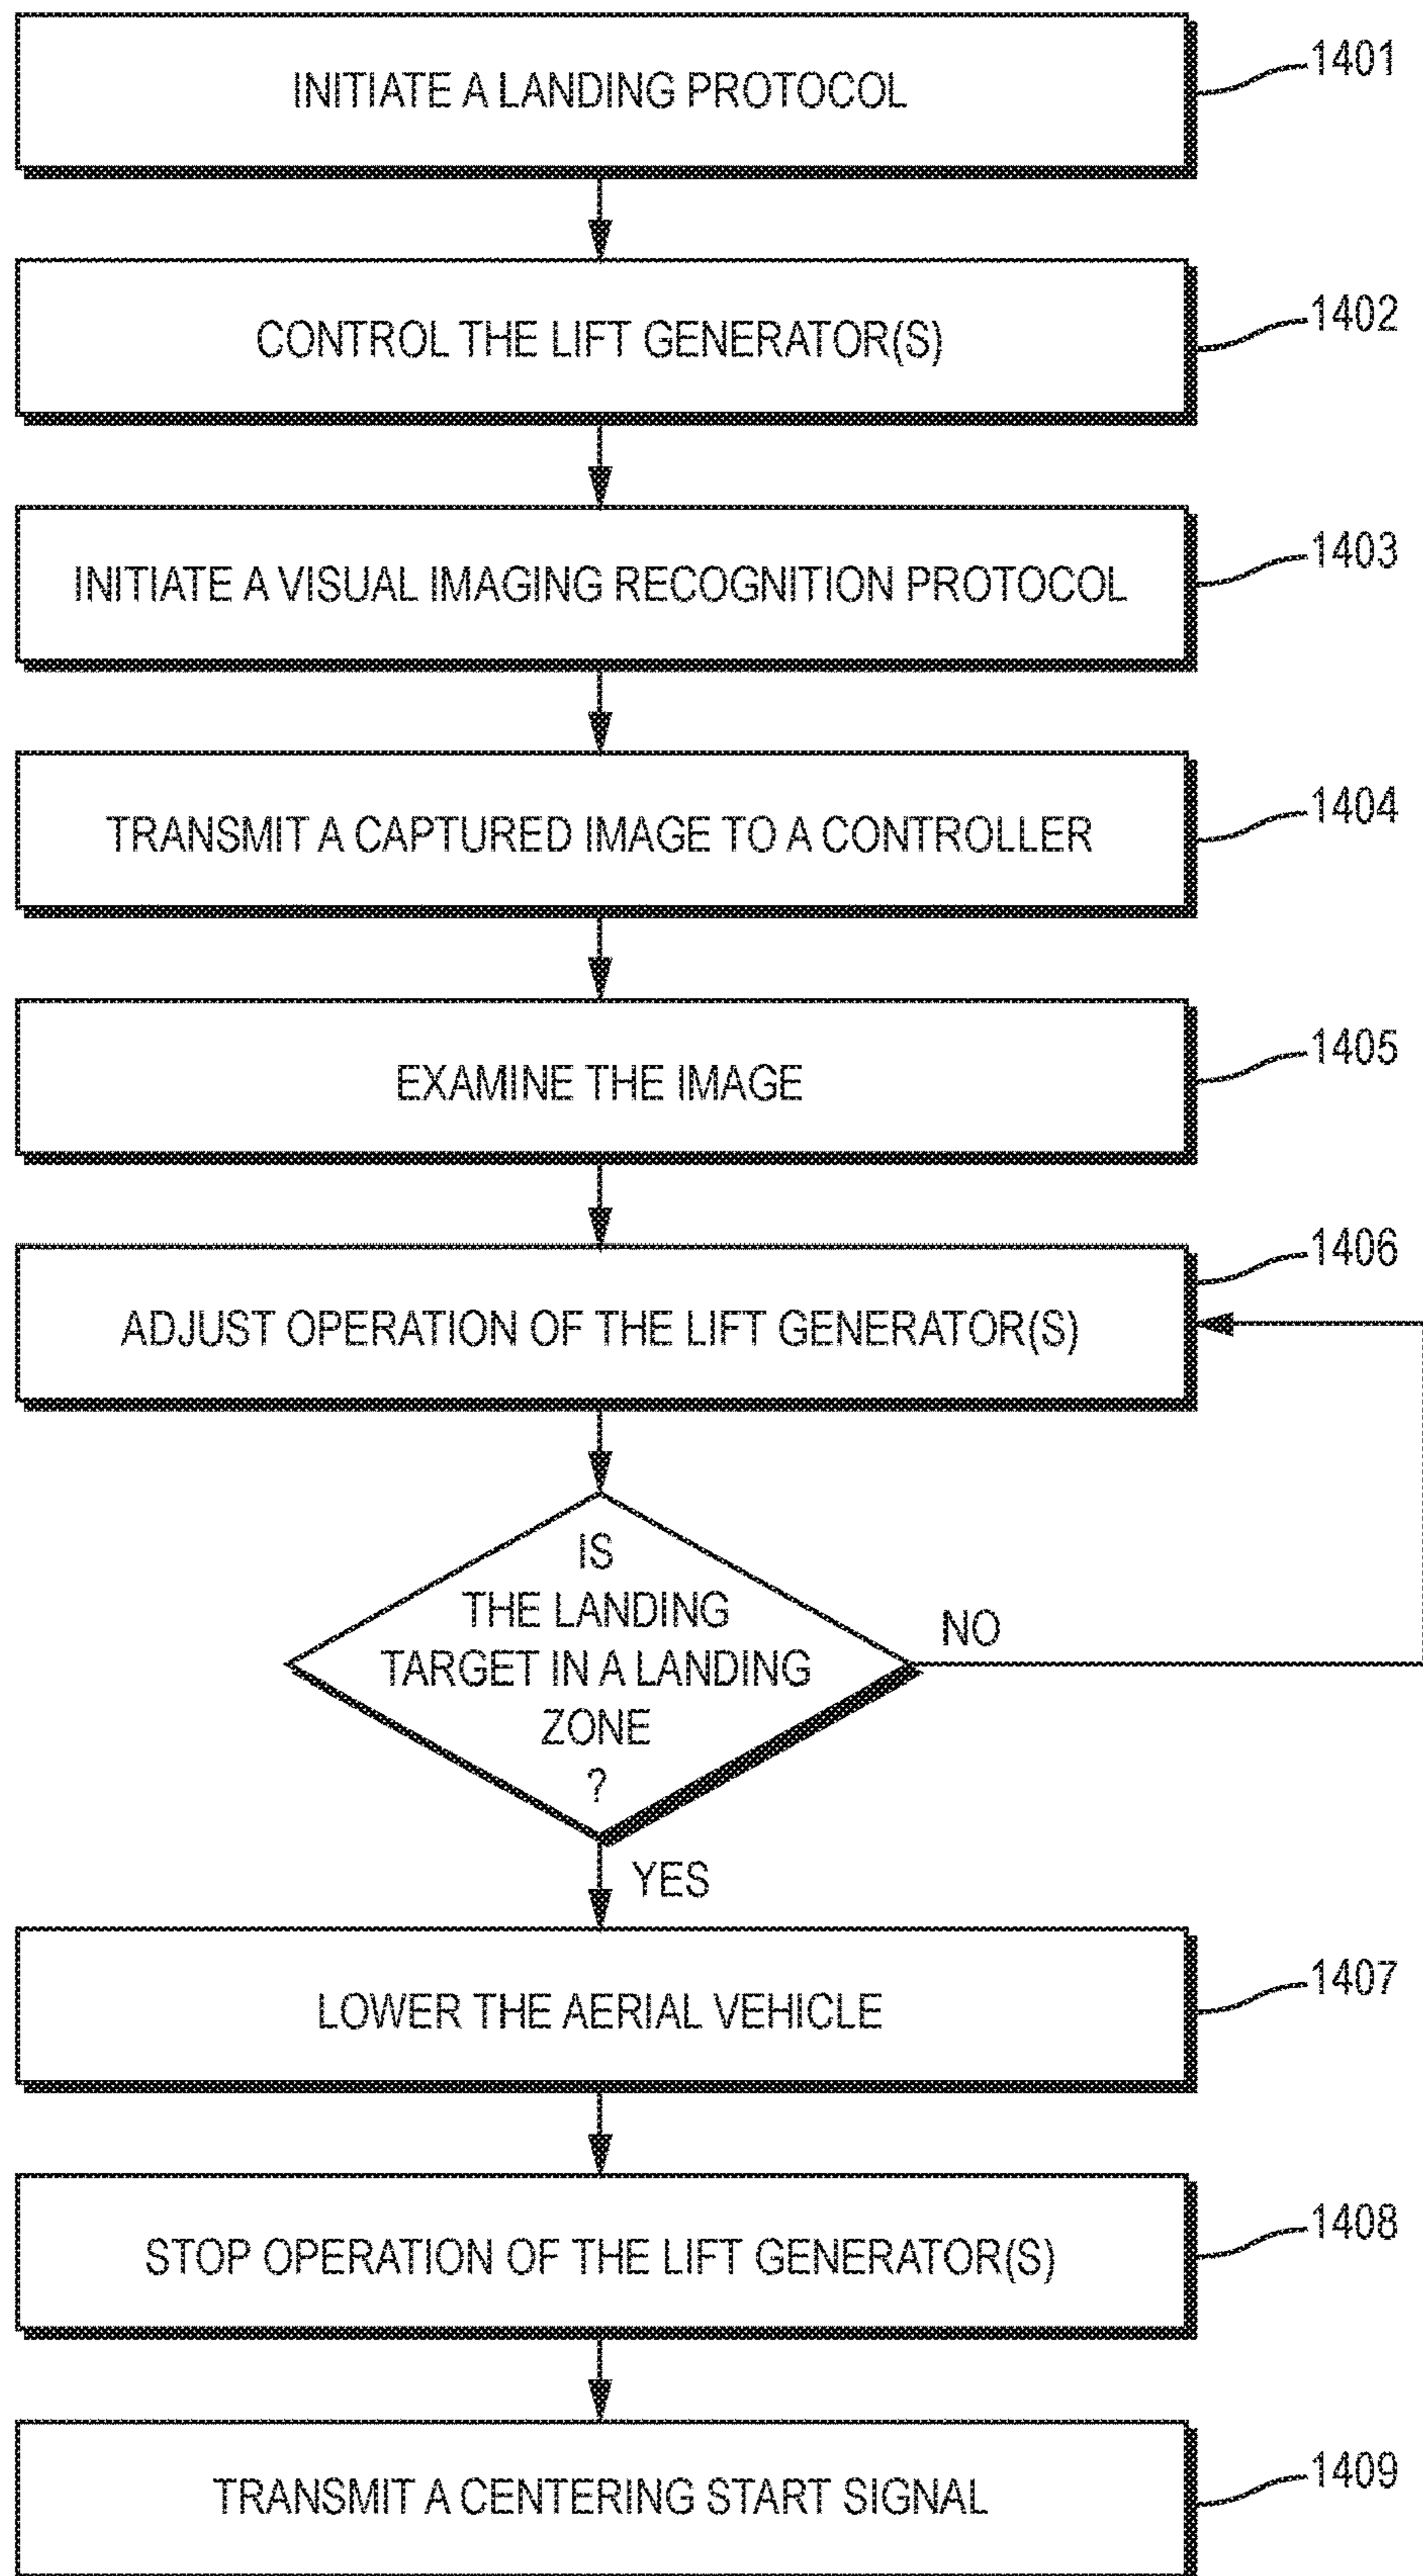 INITIATE A LANDING PROTOCOL
1401
CONTROL THE LIFT GENERATOR(S)
1402
INITIATE A VISUAL IMAGING RECOGNITION PROTOCOL
1403
TRANSMIT A CAPTURED IMAGE TO A CONTROLLER
1404
EXAMINE THE IMAGE
1405
ADJUST OPERATION OF THE LIFT GENERATOR(S)
1406
IS
THE LANDING
TARGET IN A LANDING
ZONE
?
NO
YES
LOWER THE AERIAL VEHICLE
1407
STOP OPERATION OF THE LIFT GENERATOR(S)
1408
TRANSMIT A CENTERING START SIGNAL
1409